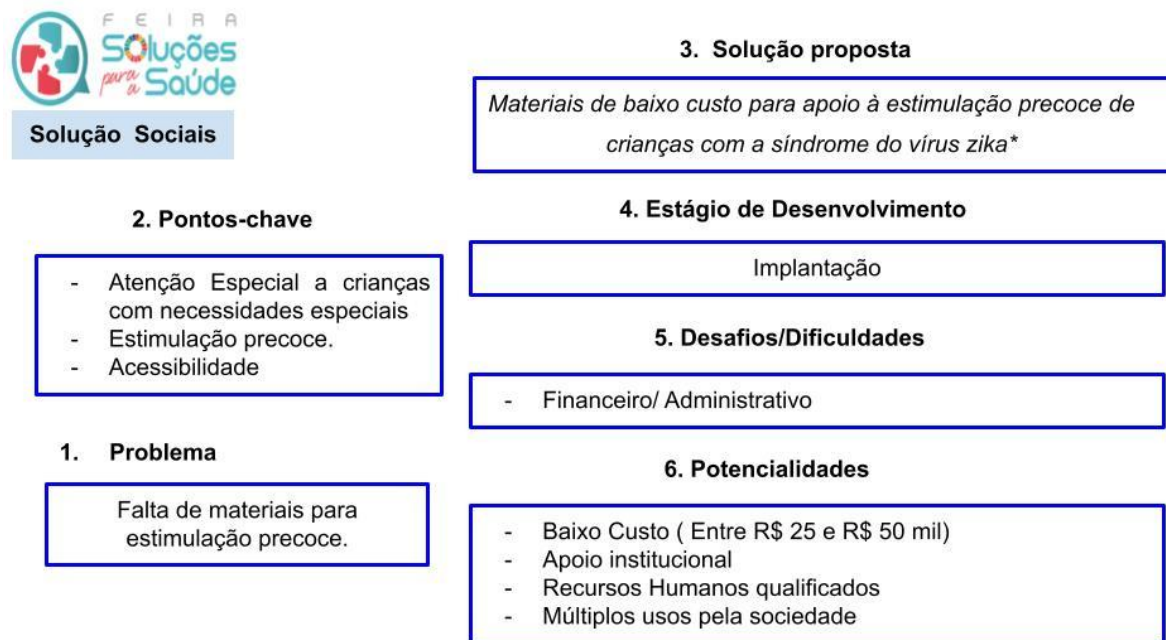 FEIRA
SOluções
para a
Saúde
Solução Sociais
2. Pontos-chave
- Atenção Especial a crianças
com necessidades especiais
- Estimulação precoce.
- Acessibilidade
1. Problema
Falta de materiais para
estimulação precoce.
3. Solução proposta
Materiais de baixo custo para apoio à estimulação precoce de
crianças com a síndrome do vírus zika*
4. Estágio de Desenvolvimento
Implantação
5. Desafios/Dificuldades
- Financeiro/ Administrativo
6. Potencialidades
- Baixo Custo ( Entre R$ 25 e R$ 50 mil)
- Apoio institucional
- Recursos Humanos qualificados
- Múltiplos usos pela sociedade